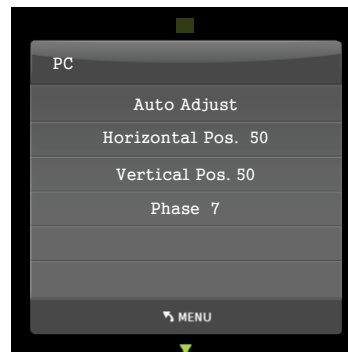 PC
Auto Adjust
Horizontal Pos. 50
Vertical Pos. 50
Phase 7
MENU